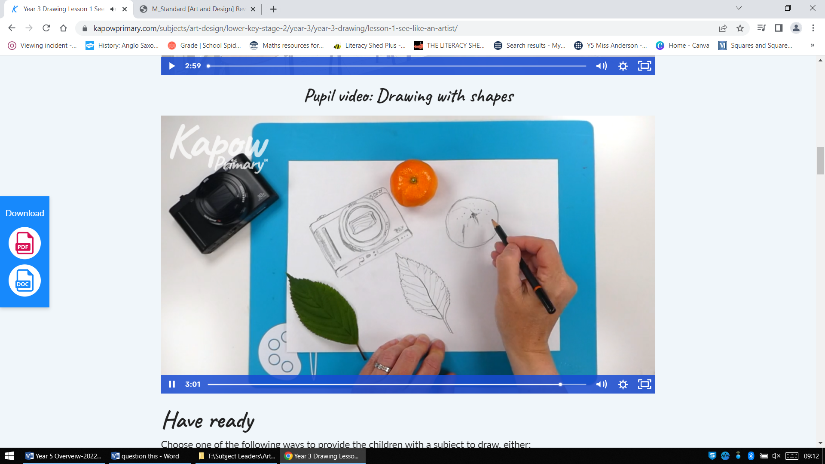 Year 3 Drawing Lesson 1 See
M_Standard (Art and Design) Re
kapowprimary.com/subjects/art-design/lower-key-stage-2/year-3/year-3-drawing/lesson-1-see-like-an-artist/
Viewing incident -...
History: Anglo Saxo...
Grade | School Spid...
Maths resources for...
Literacy Shed Plus -...
THE LITERACY SHE...
Search results - My...
Y5 Miss Anderson -...
Home - Canva
Squares and Square...
2:59
Pupil video: Drawing with shapes
Kapow
Primary™
Download
PDF
DOC
3:01
Have ready
Choose one of the following ways to provide the children with a subject to draw, either:
Year 5 Overview-2022...
question this - Word
I:\Subject Leaders\Art...
Year 3 Drawing Lesso...
09:12